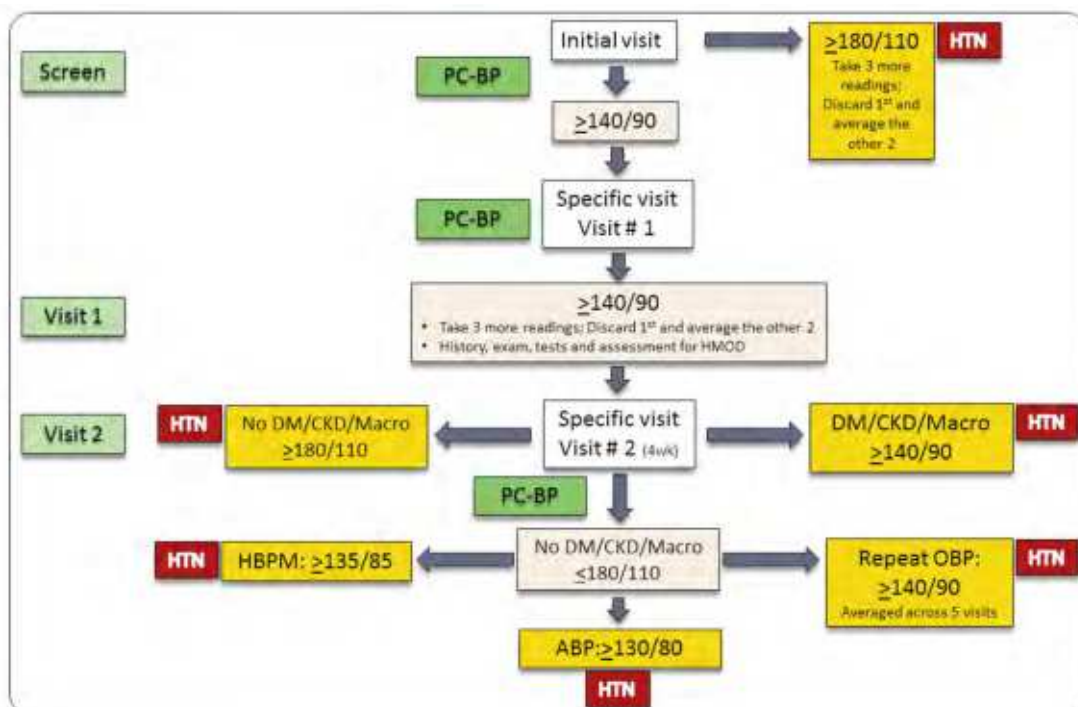 Initial visit
≥180/110
HTN
Take 3 more
readings;
Discard 1st and
average the
other 2
Screen
PC-BP
≥140/90
Specific visit
Visit # 1
PC-BP
Visit 1
≥140/90
• Take 3 more readings; Discard 1st and average the other 2
• History, exam, tests and assessment for HMOD
Visit 2
HTN
No DM/CKD/Macro
≥180/110
Specific visit
Visit # 2 (4wk)
DM/CKD/Macro
≥140/90
HTN
PC-BP
HTN
HBPM: ≥135/85
No DM/CKD/Macro
≤180/110
Repeat OBP:
≥140/90
Averaged across 5 visits
HTN
ABP:≥130/80
HTN